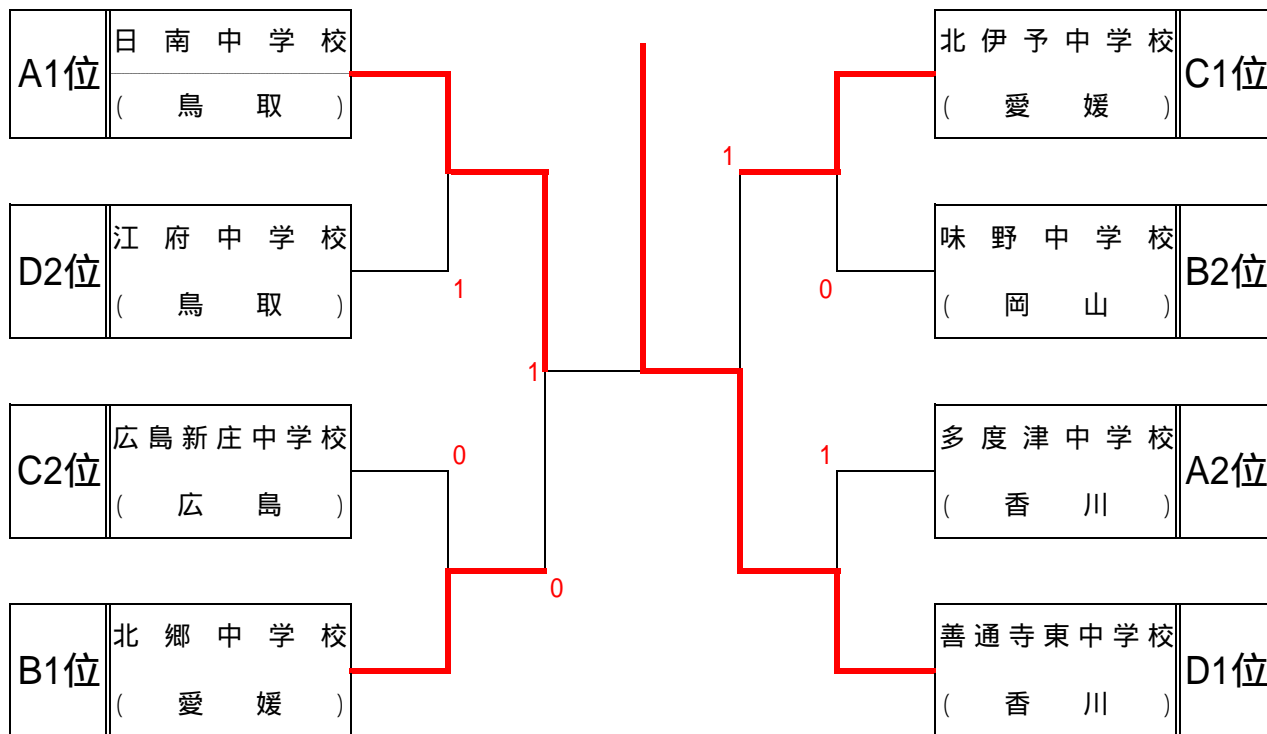 A1位
日南中学校
(鳥取)
D2位
江府中学校
(鳥取)
C2位
広島新庄中学校
(広島)
B1位
北郷中学校
(愛媛)
1
0
1
0
1
0
1
北伊予中学校
(愛媛)
C1位
味野中学校
(岡山)
B2位
多度津中学校
(香川)
A2位
善通寺東中学校
(香川)
D1位